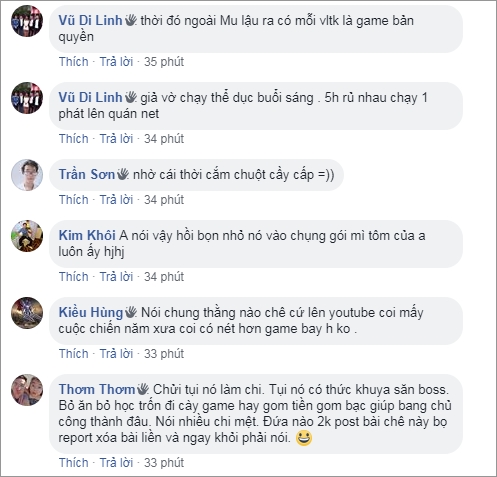 Vũ Di Linh thời đó ngoài Mu lậu ra có mỗi vltk là game bản
quyền
Thích · Trả lời · 35 phút
Vũ Di Linh giả vờ chạy thể dục buổi sáng . 5h rủ nhau chạy 1
phát lên quán net
Thích · Trả lời · 34 phút
Trần Sơn nhờ cái thời cắm chuột cầy cấp =))
Thích · Trả lời · 34 phút
Kim Khôi A nói vậy hồi bọn nhỏ nó vào chụng gói mì tôm của a
luôn ấy hjhj
Thích · Trả lời · 34 phút
Kiều Hùng Nói chung thằng nào chê cứ lên youtube coi mấy
cuộc chiến năm xưa coi có nét hơn game bay h ko .
Thích · Trả lời · 33 phút
Thơm Thơm Chửi tụi nó làm chi. Tụi nó có thức khuya săn boss.
Bỏ ăn bỏ học trốn đi cày game hay gom tiền gom bạc giúp bang chủ
công thành đâu. Nói nhiều chi mệt. Đứa nào 2k post bài chê này bọ
report xóa bài liền và ngay khỏi phải nói. 😀
Thích · Trả lời · 33 phút